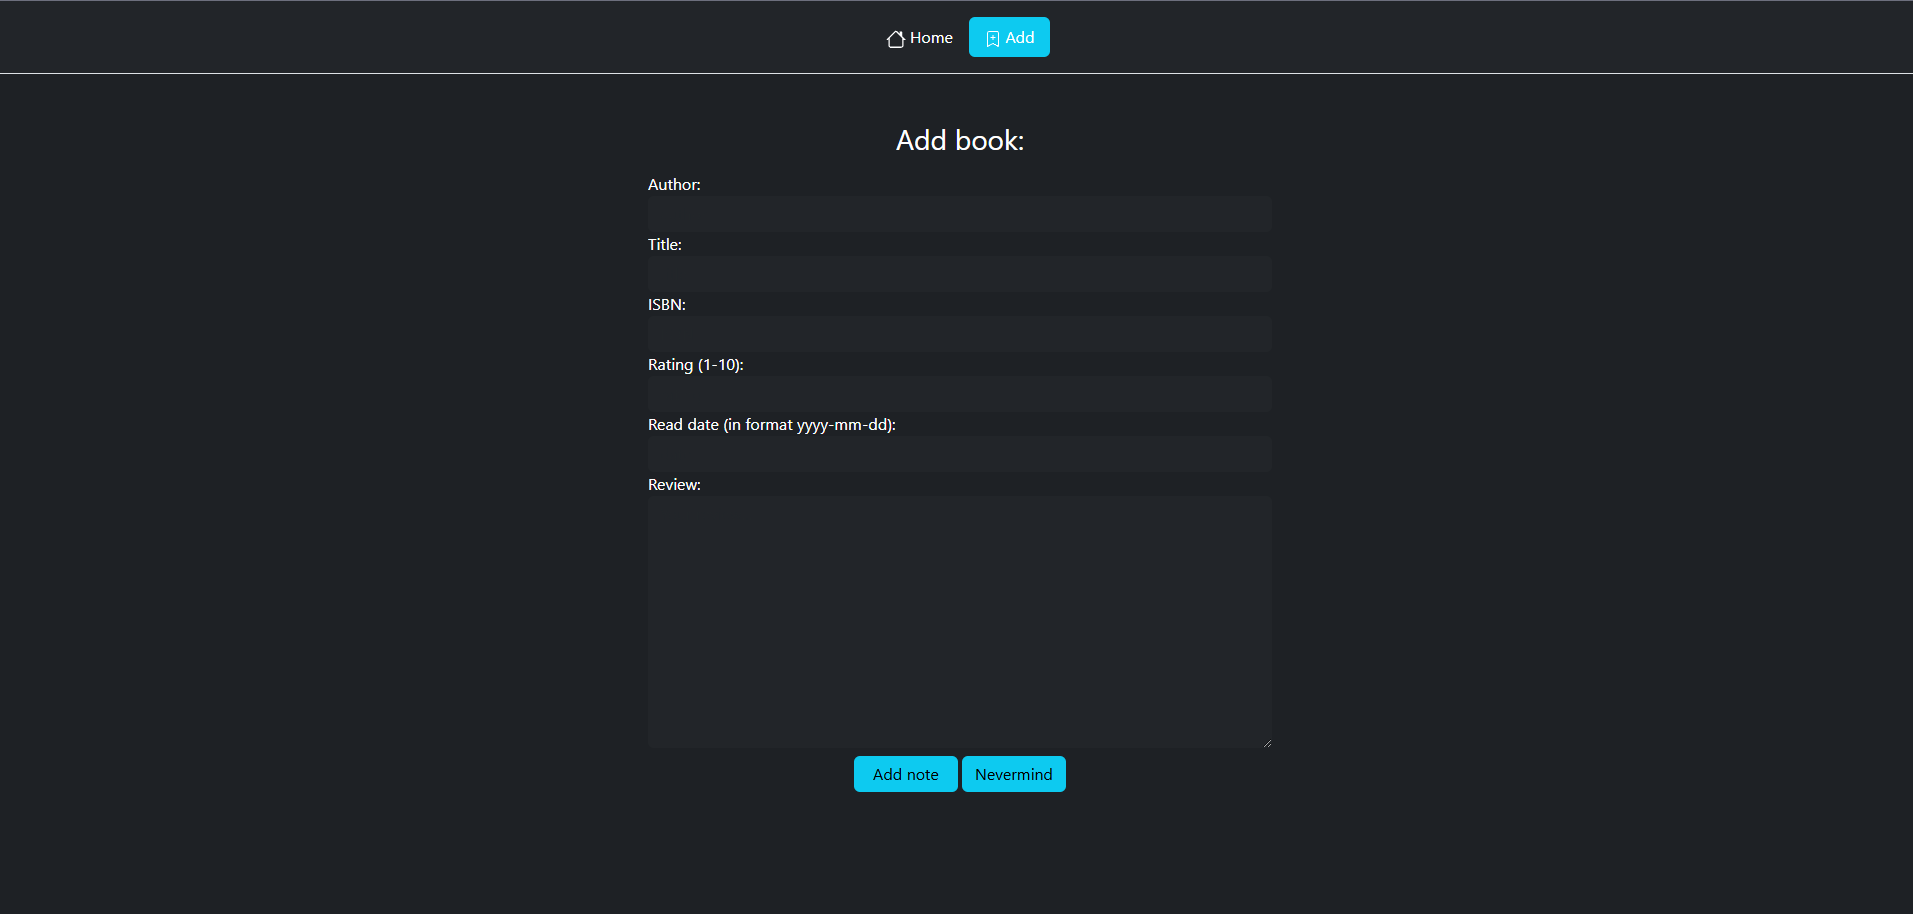 Home Add
Add book:
Author:
Title:
ISBN:
Rating (1-10):
Read date (in format yyyy-mm-dd):
Review:
Add note Nevermind